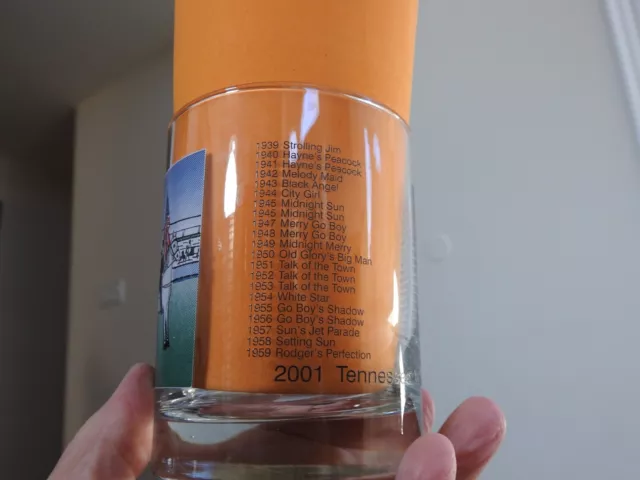 1939 Strolling Jim
1940 Hayne's Peacock
1941 Hayne's Peacock
1942 Melody Maid
1943 Black Angel
1944 City Girl
1945 Midnight Sun
1945 Midnight Sun
1947 Merry Go Boy
1948 Merry Go Boy
1949 Midnight Merry
1950 Old Glory's Big Man
1951 Talk of the Town
1952 Talk of the Town
1953 Talk of the Town
1954 White Star
1955 Go Boy's Shadow
1956 Go Boy's Shadow
1957 Sun's Jet Parade
1958 Setting Sun
1959 Rodger's Perfection
2001 Tennes